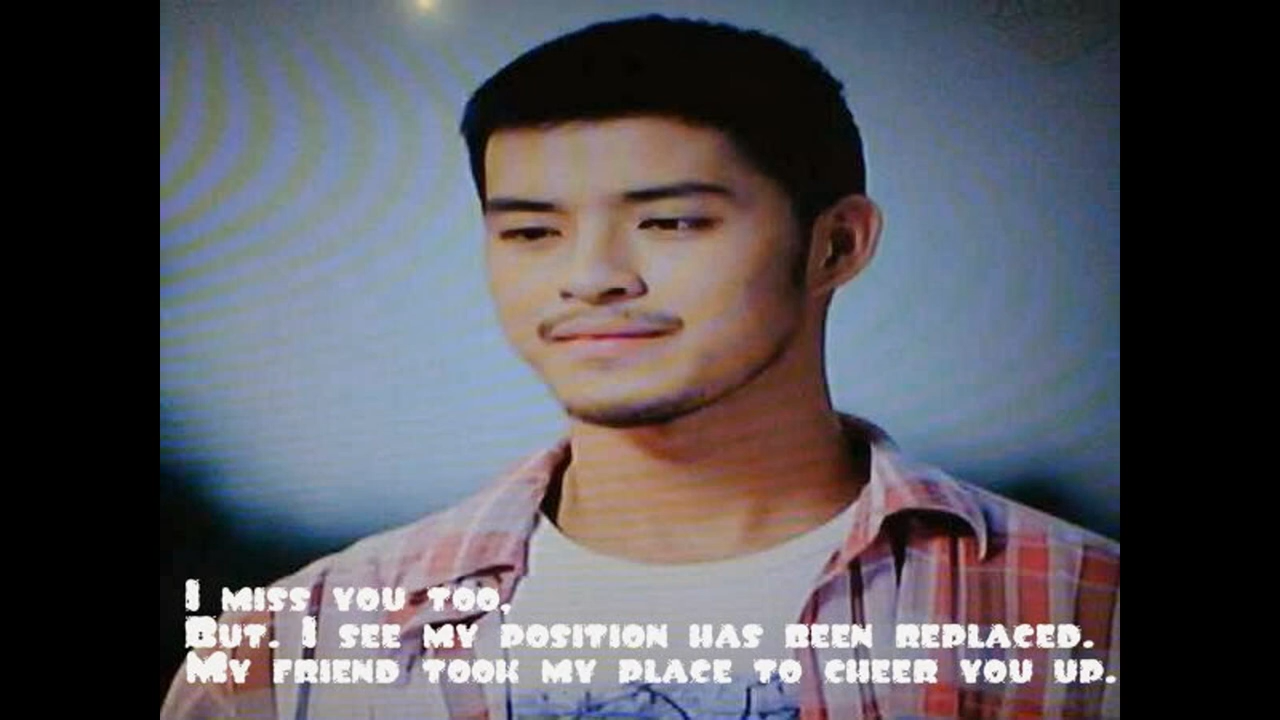 I miss you too,
But. I see my position has been replaced.
My friend took my place to cheer you up.